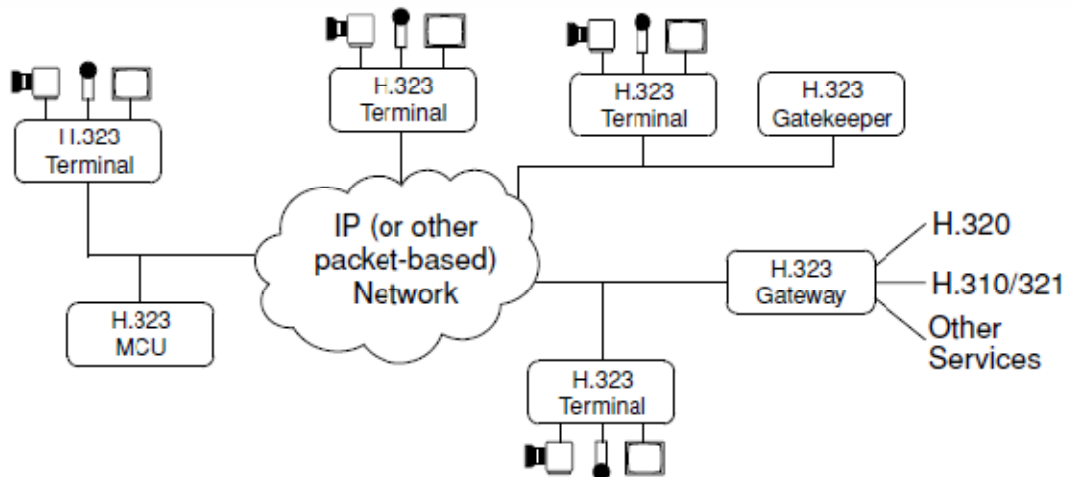 H.323
Terminal
H.323
Terminal
H.323
Terminal
H.323
Gatekeeper
IP (or other
packet-based)
Network
H.323
MCU
H.323
Gateway
H.320
H.310/321
Other
Services
H.323
Terminal